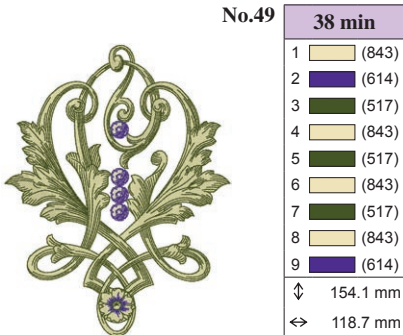 No.49
38 min
1 (843)
2 (614)
3 (517)
4 (843)
5 (517)
6 (843)
7 (517)
8 (843)
9 (614)
↕ 154.1 mm
↔ 118.7 mm